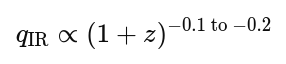 q_IR ∝ (1 + z)^−0.1 to −0.2